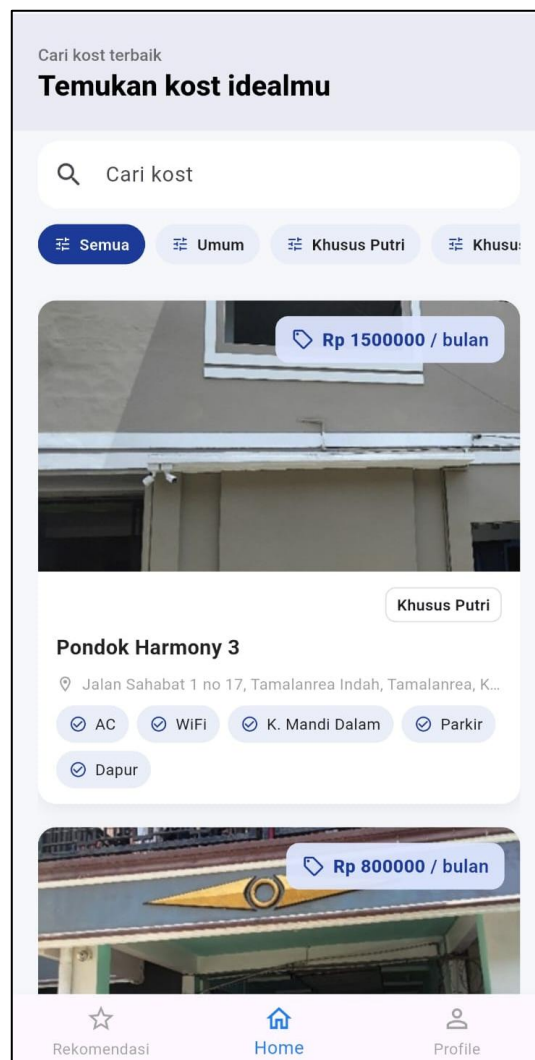 Cari kost terbaik
Temukan kost idealmu
Cari kost
Semua Umum Khusus Putri Khusus
Rp 1500000 / bulan
Khusus Putri
Pondok Harmony 3
Jalan Sahabat 1 no 17, Tamalanrea Indah, Tamalanrea, K...
AC WiFi K. Mandi Dalam Parkir
Dapur
Rp 800000 / bulan
Rekomendasi Home Profile